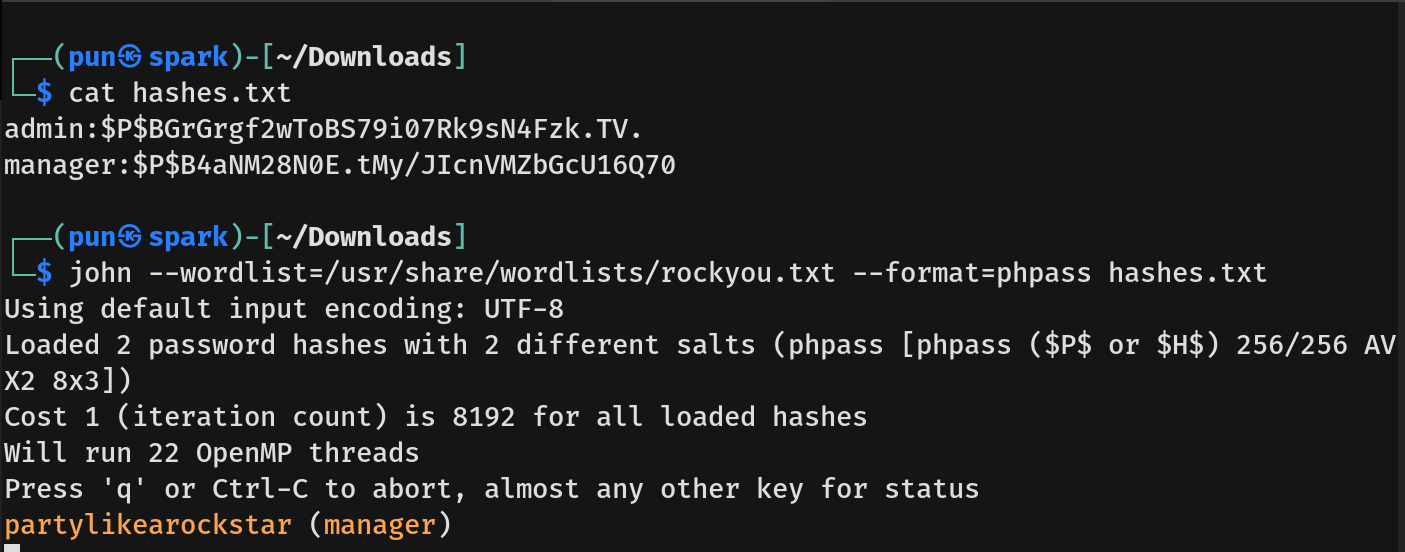 ┌──(pun㉿spark)-[~/Downloads]
└─$ cat hashes.txt
admin:$P$BGrGrgf2wToBS79i07Rk9sN4Fzk.TV.
manager:$P$B4aNM28N0E.tMy/JIcnVMZbGcU16Q70
┌──(pun㉿spark)-[~/Downloads]
└─$ john --wordlist=/usr/share/wordlists/rockyou.txt --format=phpass hashes.txt
Using default input encoding: UTF-8
Loaded 2 password hashes with 2 different salts (phpass [phpass ($P$ or $H$) 256/256 AV
X2 8x3])
Cost 1 (iteration count) is 8192 for all loaded hashes
Will run 22 OpenMP threads
Press 'q' or Ctrl-C to abort, almost any other key for status
partylikearockstar (manager)